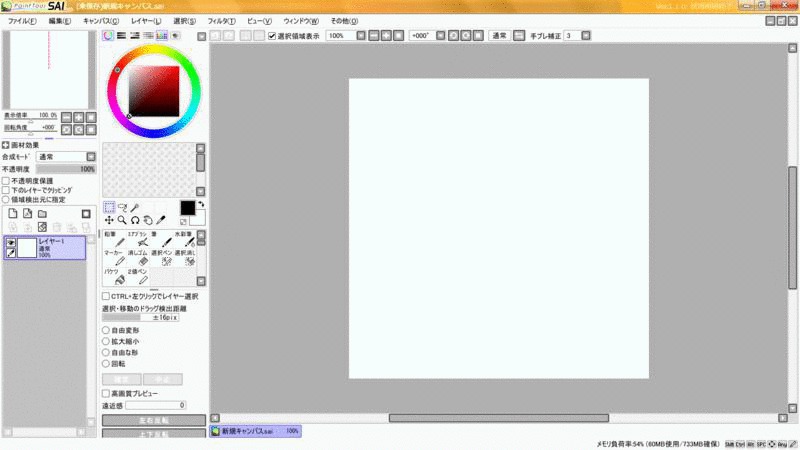 PaintTool SAI [未保存]新規キャンバス.sai
ファイル(F) 編集(E) キャンバス(C) レイヤー(L) 選択(S) フィルタ(T) ビュー(V) ウィンドウ(W) その他(O)
選択領域表示 100% +000° 通常 手ブレ補正 3
表示倍率 100.0%
回転角度 +000°
画材効果
合成モード 通常
不透明度 100%
不透明度保護
下のレイヤーでクリッピング
領域検出元に指定
レイヤー1
通常
100%
鉛筆 エアブラシ 筆 水彩筆
マーカー 消しゴム 選択ペン 選択消し
バケツ 2値ペン
CTRL+左クリックでレイヤー選択
選択・移動のドラッグ検出距離
±16pix
自由変形
拡大縮小
自由な形
回転
確定 中止
高画質プレビュー
遠近感 0
左右反転
上下反転
新規キャンバス.sai 100%
メモリ負荷率:54% (60MB使用/733MB確保) Shift Ctrl Alt SPC Any